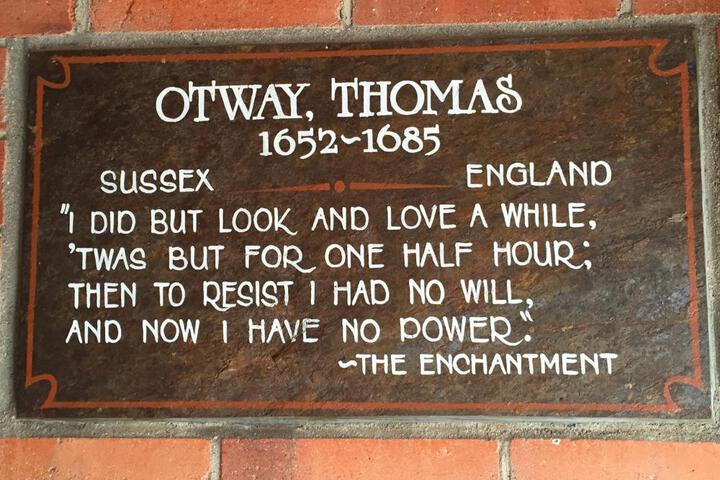 OTWAY, THOMAS
1652~1685
SUSSEX ENGLAND
"I DID BUT LOOK AND LOVE A WHILE,
'TWAS BUT FOR ONE HALF HOUR;
THEN TO RESIST I HAD NO WILL,
AND NOW I HAVE NO POWER."
~THE ENCHANTMENT